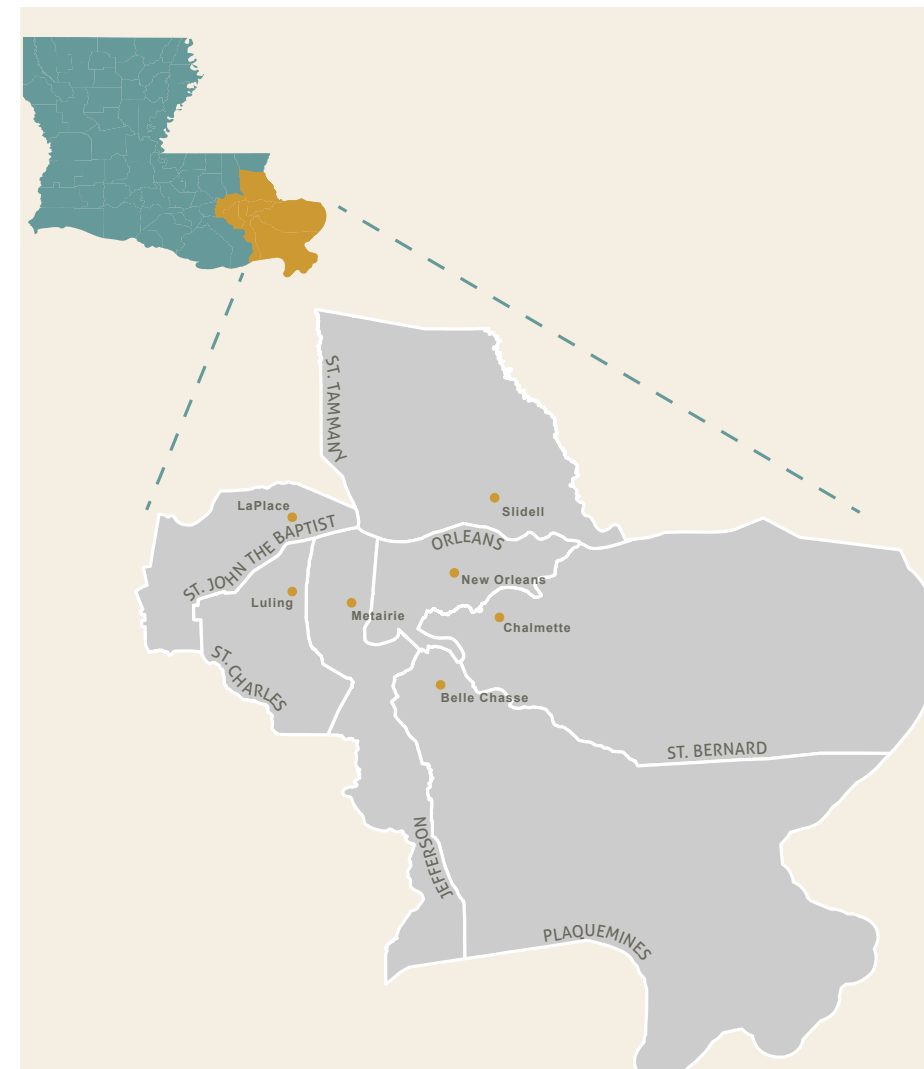 ST. TAMMANY
LaPlace
Slidell
ST. JOHN THE BAPTIST
ORLEANS
New Orleans
Luling
Metairie
Chalmette
ST. CHARLES
Belle Chasse
ST. BERNARD
JEFFERSON
PLAQUEMINES